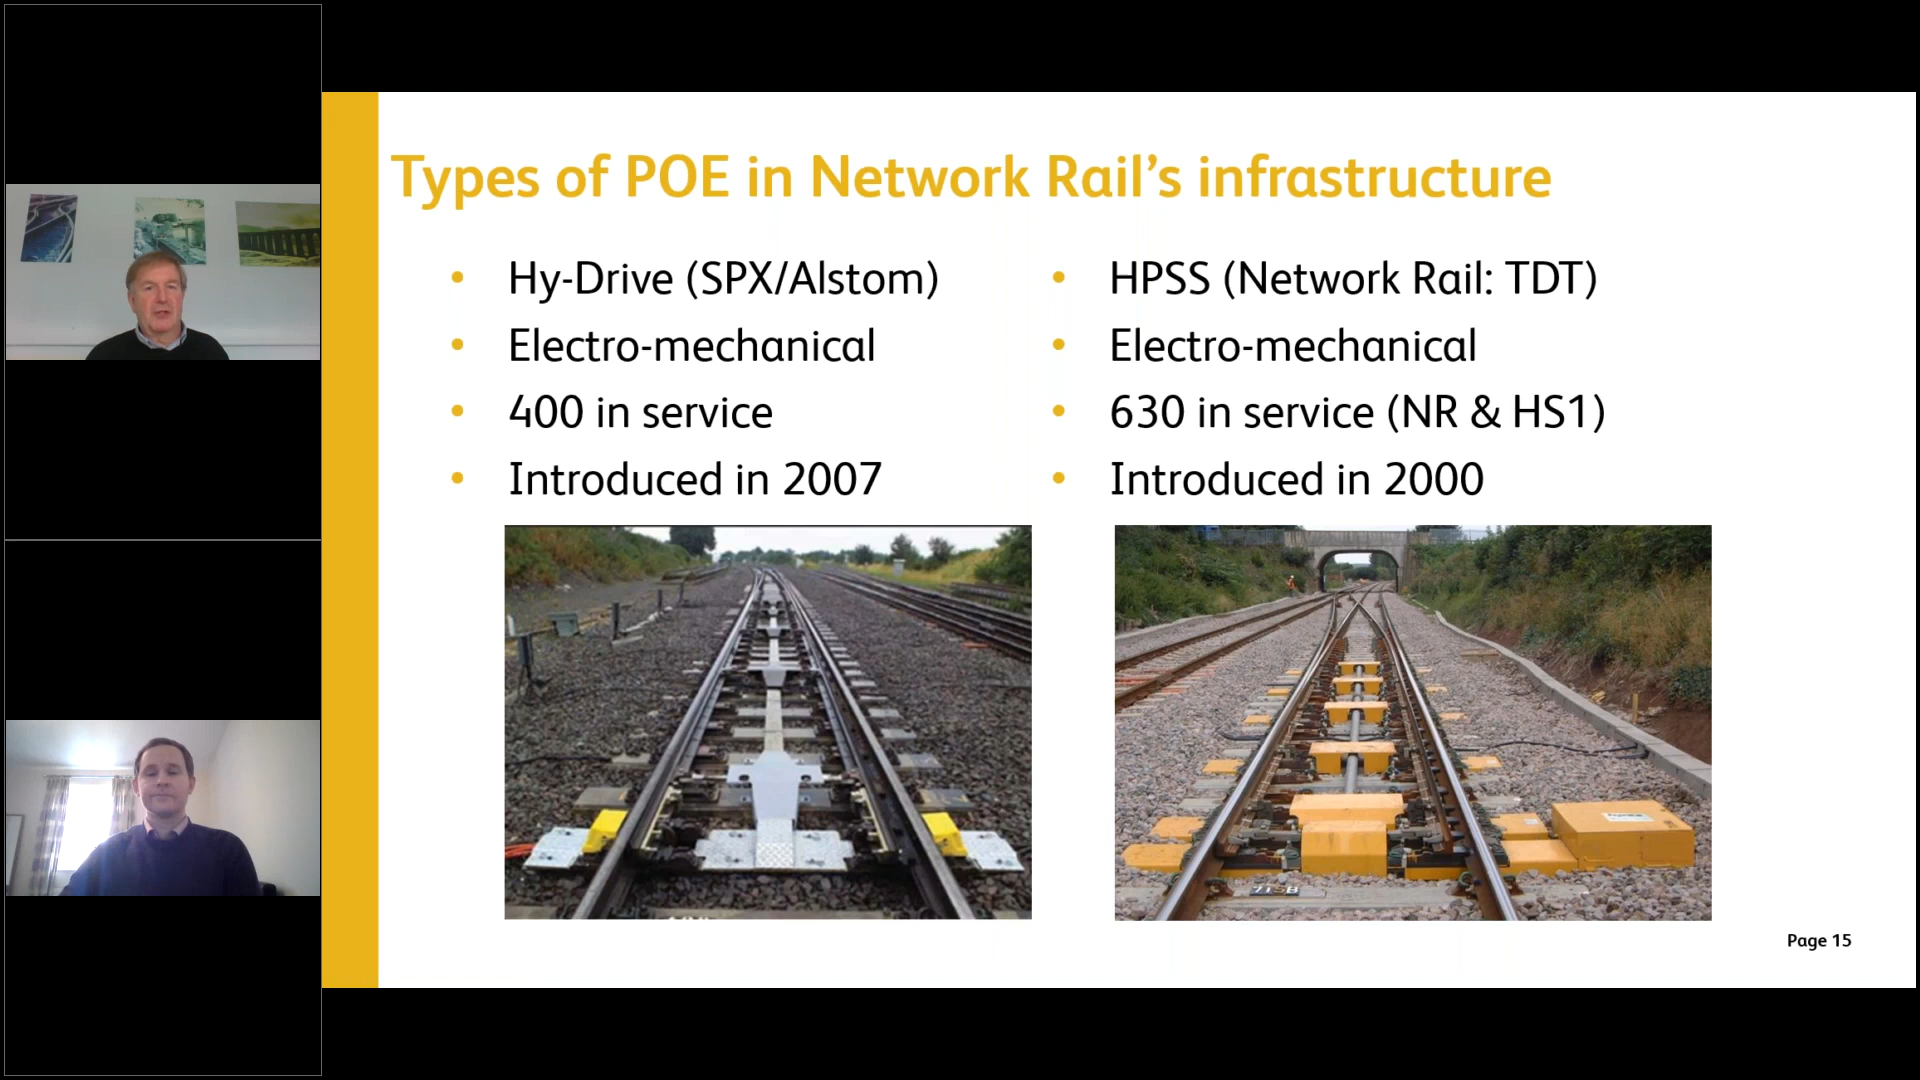 Types of POE in Network Rail's infrastructure
Hy-Drive (SPX/Alstom)
Electro-mechanical
400 in service
Introduced in 2007
HPSS (Network Rail: TDT)
Electro-mechanical
630 in service (NR & HS1)
Introduced in 2000
Page 15